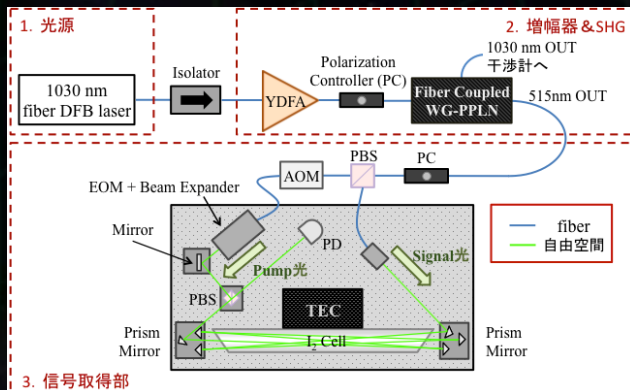 1. 光源
2. 増幅器&SHG
1030 nm
fiber DFB laser
Isolator
YDFA
Polarization
Controller (PC)
Fiber Coupled
WG-PPLN
1030 nm OUT
干渉計へ
515nm OUT
AOM
PBS
PC
EOM + Beam Expander
Mirror
PD
Pump光
Signal光
PBS
TEC
I₂ Cell
Prism
Mirror
Prism
Mirror
fiber
自由空間
3. 信号取得部